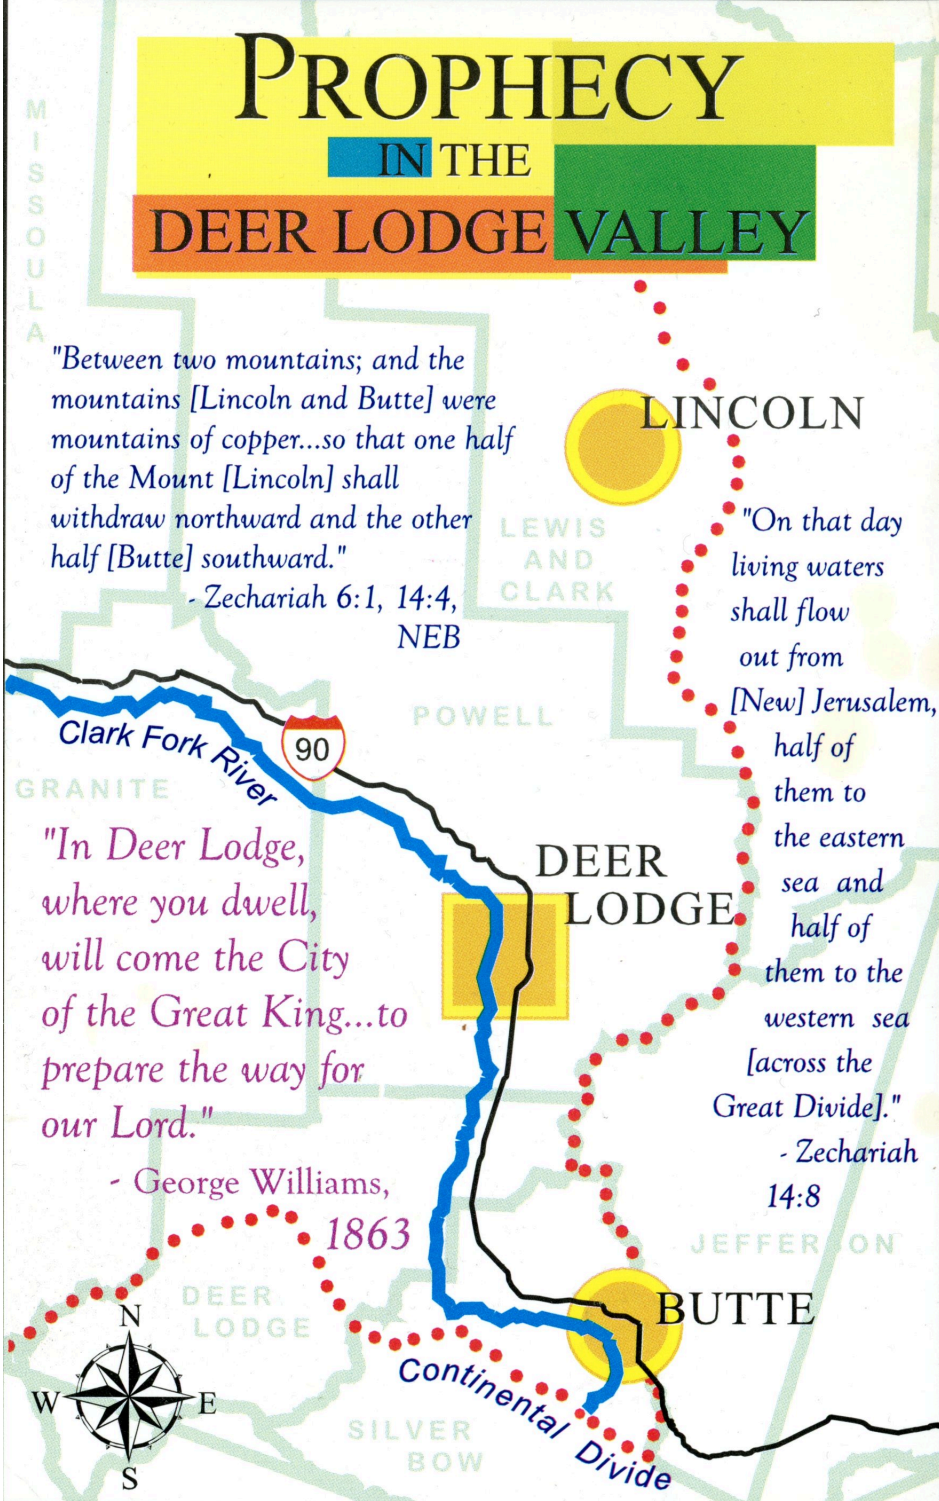 PROPHECY
IN THE
DEER LODGE VALLEY
MISSOULA
"Between two mountains; and the
mountains [Lincoln and Butte] were
mountains of copper...so that one half
of the Mount [Lincoln] shall
withdraw northward and the other
half [Butte] southward."
- Zechariah 6:1, 14:4,
NEB
LINCOLN
LEWIS
AND
CLARK
"On that day
living waters
shall flow
out from
[New] Jerusalem,
half of
them to
the eastern
sea and
half of
them to the
western sea
[across the
Great Divide]."
- Zechariah
14:8
POWELL
Clark Fork River
90
GRANITE
DEER
LODGE
"In Deer Lodge,
where you dwell,
will come the City
of the Great King...to
prepare the way for
our Lord."
- George Williams,
1863
JEFFERSON
DEER
LODGE
BUTTE
N
W E
S
Continental Divide
SILVER
BOW